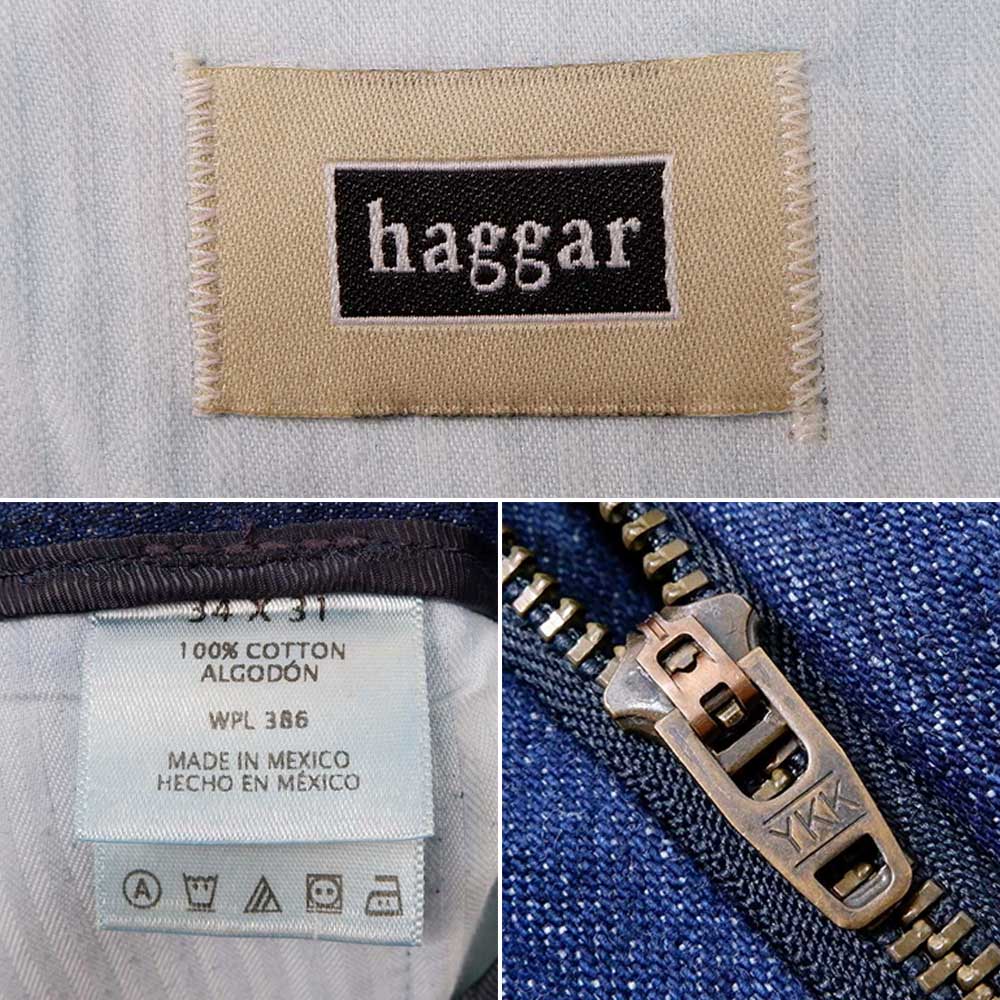 haggar
34 X 31
100% COTTON
ALGODÓN
WPL 386
MADE IN MEXICO
HECHO EN MÉXICO
A
YKK